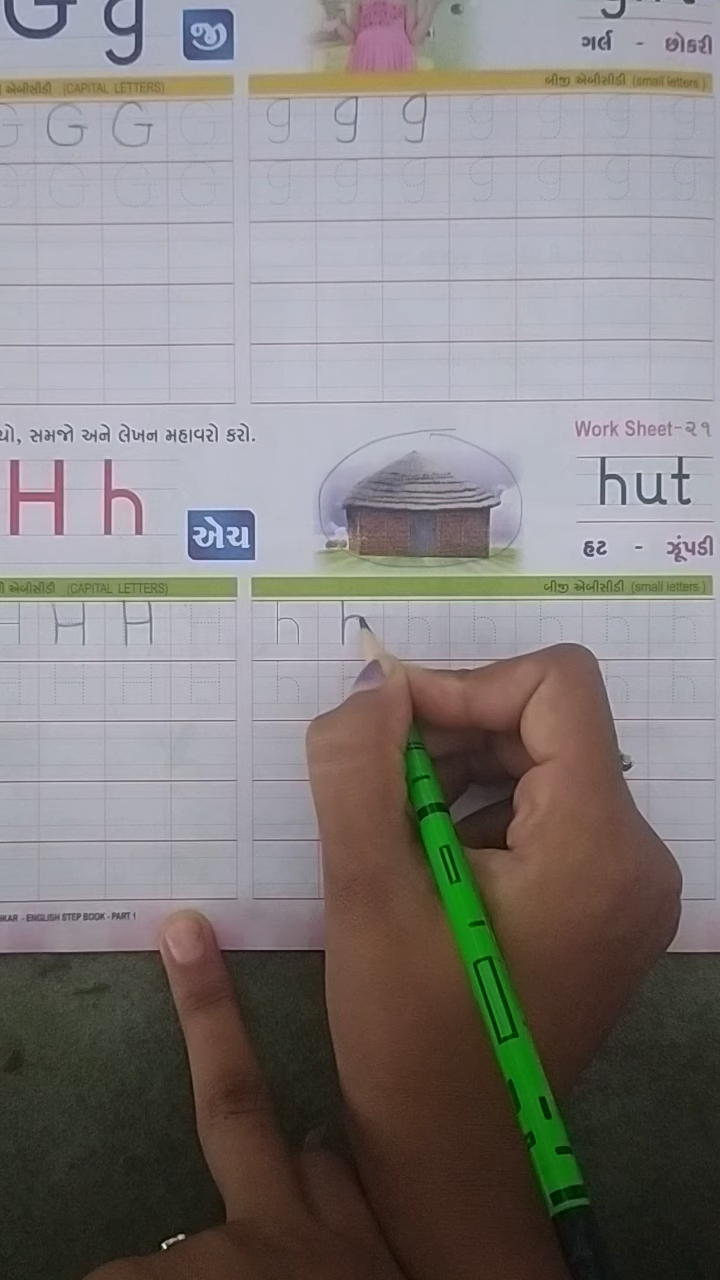 G g જી
ગર્લ - છોકરી
એબીસીડી (CAPITAL LETTERS) બીજી એબીસીડી (small letters)
G G G G g g g g g g g
G G G G g g g g g g g
સમજો અને લેખન મહાવરો કરો.
Work Sheet-૨૧
H h એચ hut
હટ - ઝૂંપડી
એબીસીડી (CAPITAL LETTERS) બીજી એબીસીડી (small letters)
H H H H h h h h h h h
H H H H h h h
- ENGLISH STEP BOOK - PART 1